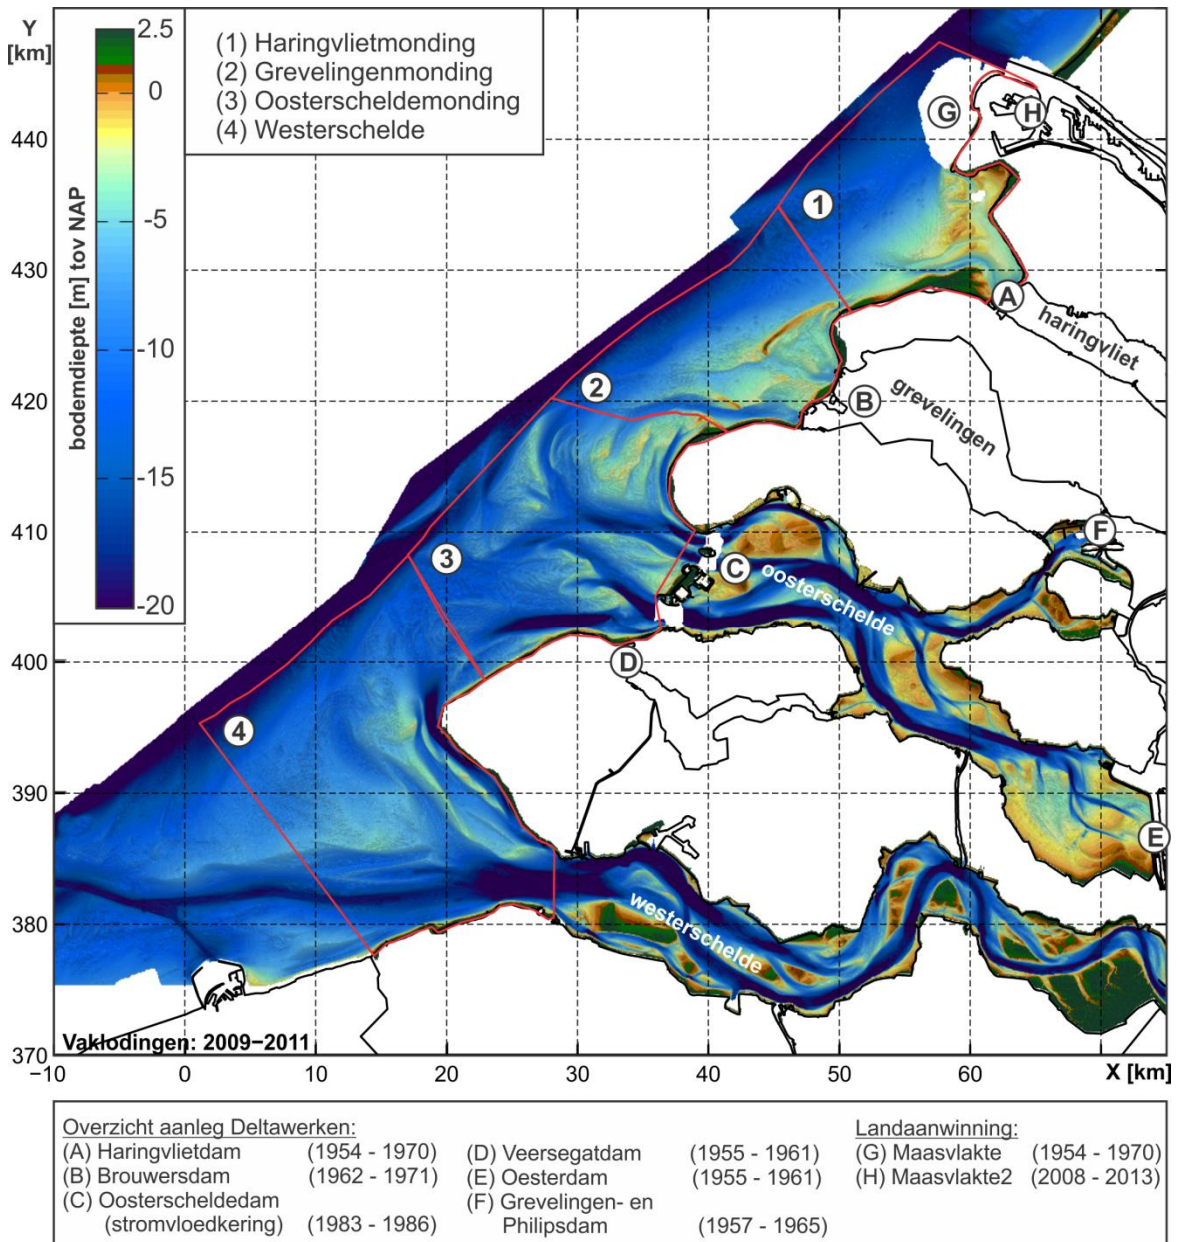 Y
[km]
2.5
0
-5
-10
-15
-20
bodemdiepte [m] tov NAP
(1) Haringvlietmonding
(2) Grevelingenmonding
(3) Oosterscheldemonding
(4) Westerschelde
440
430
420
410
400
390
380
370
G
H
1
A
haringvliet
2
B
grevelingen
F
3
C
oosterschelde
D
4
E
westerschelde
Vaklodingen: 2009-2011
-10
0
10
20
30
40
50
60
X [km]
Overzicht aanleg Deltawerken:
(A) Haringvlietdam (1954 - 1970)
(B) Brouwersdam (1962 - 1971)
(C) Oosterscheldedam
(stromvloedkering) (1983 - 1986)
(D) Veersegatdam (1955 - 1961)
(E) Oesterdam (1955 - 1961)
(F) Grevelingen- en
Philipsdam (1957 - 1965)
Landaanwinning:
(G) Maasvlakte (1954 - 1970)
(H) Maasvlakte2 (2008 - 2013)